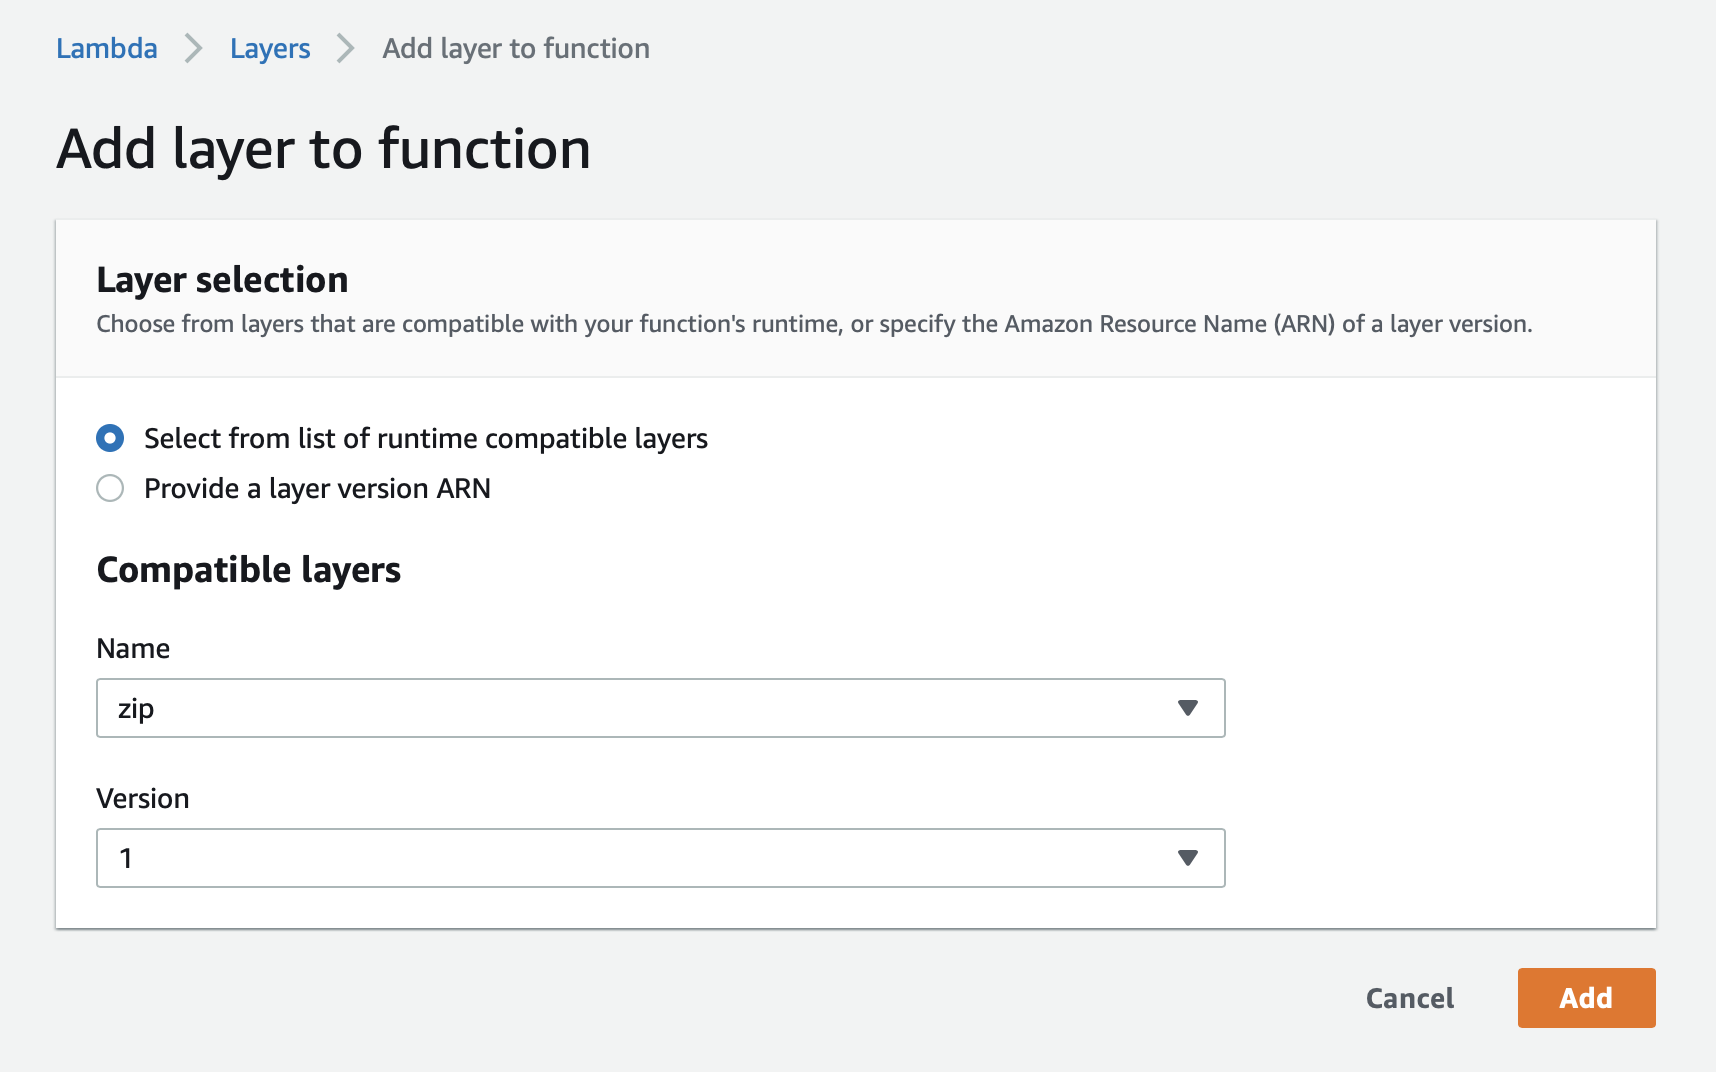 Lambda > Layers > Add layer to function
Add layer to function
Layer selection
Choose from layers that are compatible with your function's runtime, or specify the Amazon Resource Name (ARN) of a layer version.
Select from list of runtime compatible layers
Provide a layer version ARN
Compatible layers
Name
zip
Version
1
Cancel Add